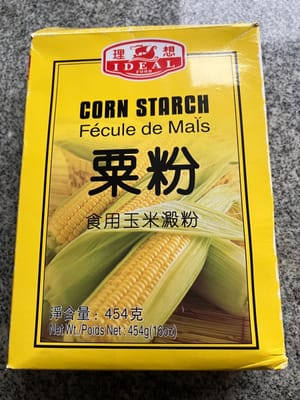 理 想
IDEAL
FOOD
CORN STARCH
Fécule de Maïs
粟粉
食用玉米澱粉
淨含量：454克
Net Wt./Poids Net : 454g(16oz)